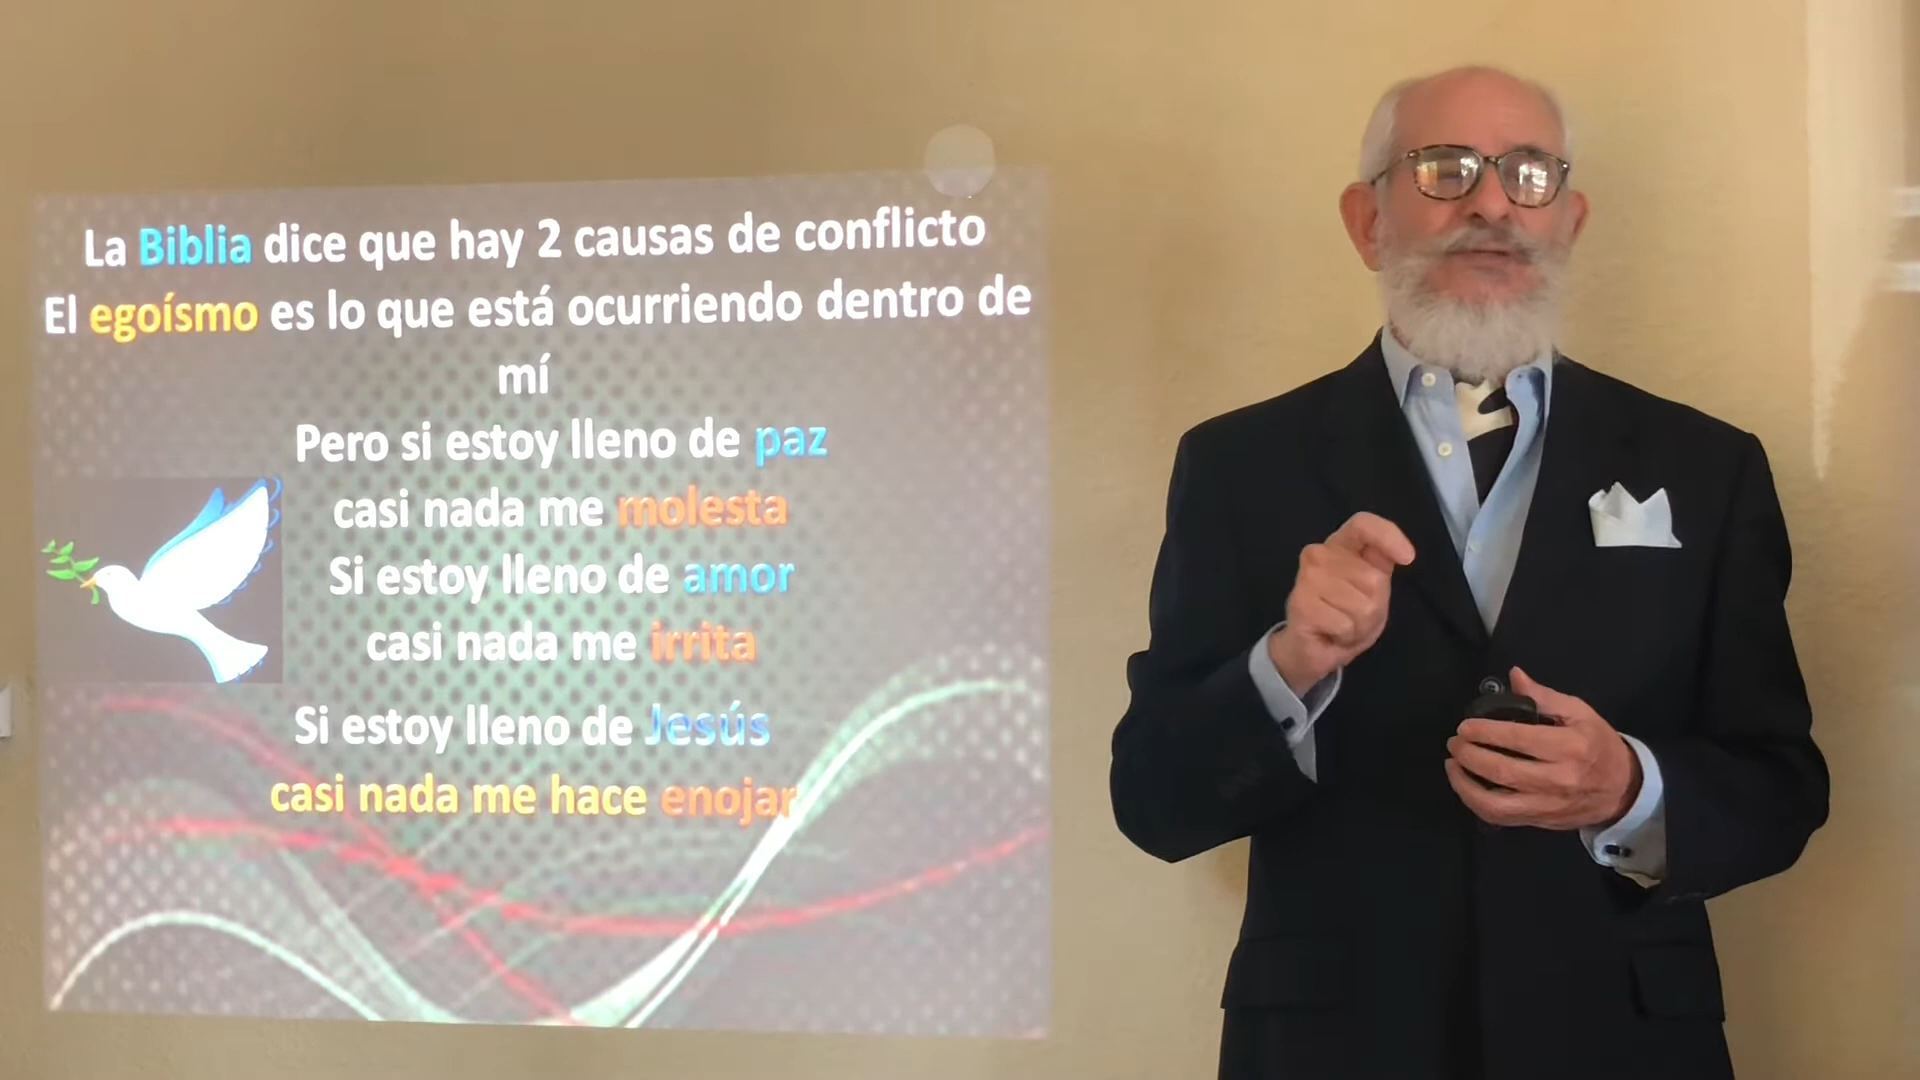 La Biblia dice que hay 2 causas de conflicto
El egoísmo es lo que está ocurriendo dentro de
mí
Pero si estoy lleno de paz
casi nada me molesta
Si estoy lleno de amor
casi nada me irrita
Si estoy lleno de Jesús
casi nada me hace enojar